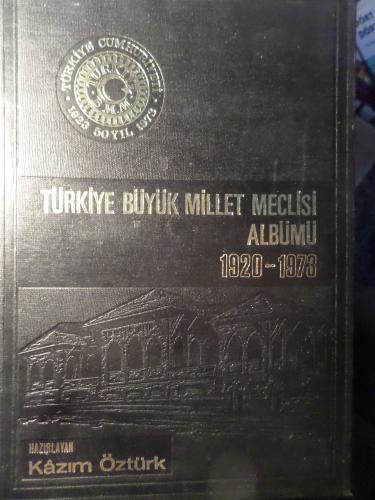 TÜRKİYE CUMHURİYETİ
1923 50 YIL 1973
T.B.M.M.
TÜRKİYE BÜYÜK MİLLET MECLİSİ
ALBÜMÜ
1920-1973
HAZIRLAYAN
Kâzım Öztürk